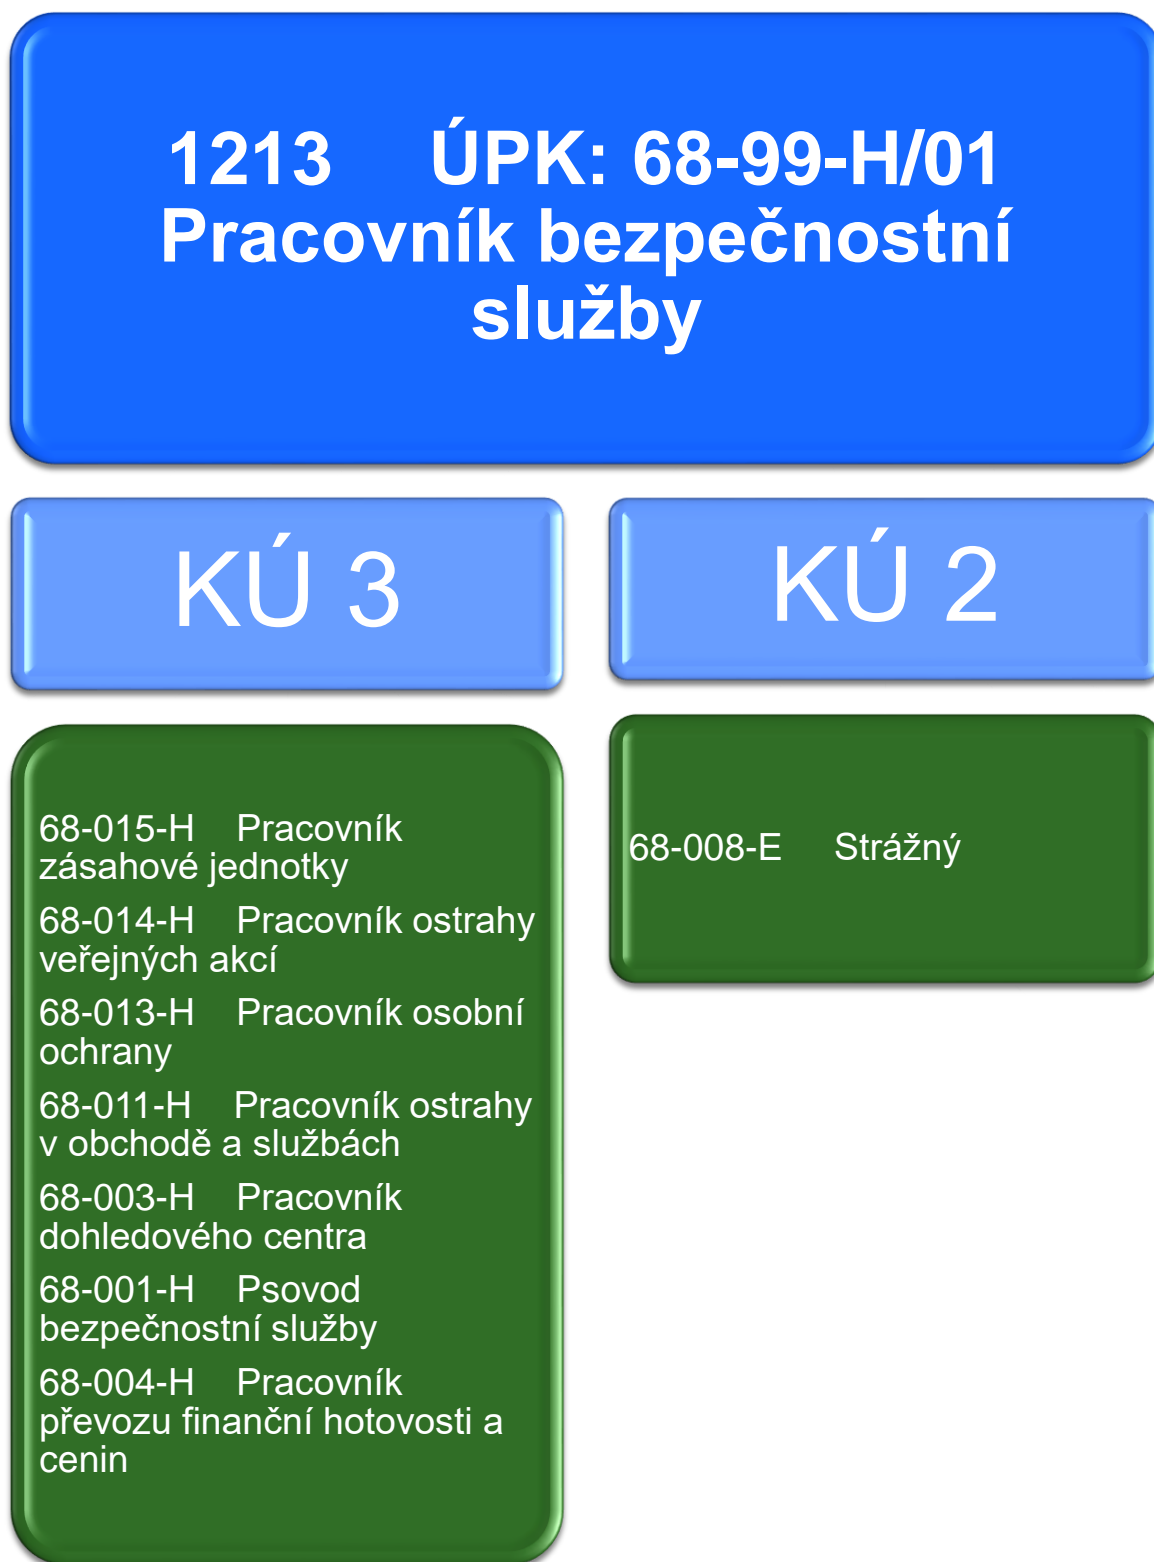 1213 ÚPK: 68-99-H/01
Pracovník bezpečnostní
služby
KÚ 3
KÚ 2
68-015-H Pracovník
zásahové jednotky
68-014-H Pracovník ostrahy
veřejných akcí
68-013-H Pracovník osobní
ochrany
68-011-H Pracovník ostrahy
v obchodě a službách
68-003-H Pracovník
dohledového centra
68-001-H Psovod
bezpečnostní služby
68-004-H Pracovník
převozu finanční hotovosti a
cenin
68-008-E Strážný